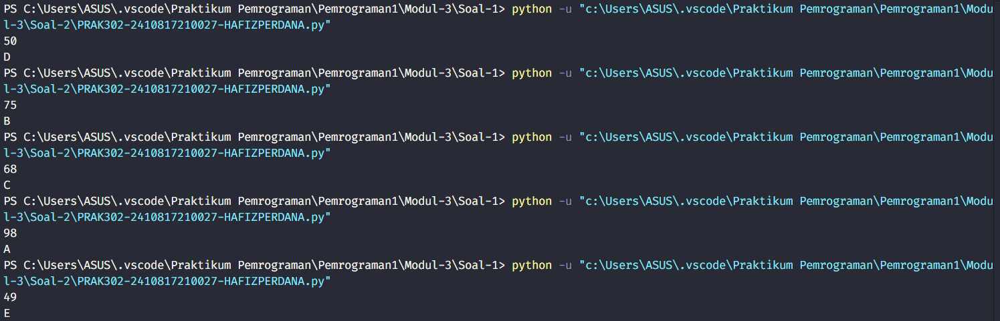 PS C:\Users\ASUS\.vscode\Praktikum Pemrograman\Pemrograman1\Modul-3\Soal-1> python -u "c:\Users\ASUS\.vscode\Praktikum Pemrograman\Pemrograman1\Modu
l-3\Soal-2\PRAK302-2410817210027-HAFIZPERDANA.py"
50
D
PS C:\Users\ASUS\.vscode\Praktikum Pemrograman\Pemrograman1\Modul-3\Soal-1> python -u "c:\Users\ASUS\.vscode\Praktikum Pemrograman\Pemrograman1\Modu
l-3\Soal-2\PRAK302-2410817210027-HAFIZPERDANA.py"
75
B
PS C:\Users\ASUS\.vscode\Praktikum Pemrograman\Pemrograman1\Modul-3\Soal-1> python -u "c:\Users\ASUS\.vscode\Praktikum Pemrograman\Pemrograman1\Modu
l-3\Soal-2\PRAK302-2410817210027-HAFIZPERDANA.py"
68
C
PS C:\Users\ASUS\.vscode\Praktikum Pemrograman\Pemrograman1\Modul-3\Soal-1> python -u "c:\Users\ASUS\.vscode\Praktikum Pemrograman\Pemrograman1\Modu
l-3\Soal-2\PRAK302-2410817210027-HAFIZPERDANA.py"
98
A
PS C:\Users\ASUS\.vscode\Praktikum Pemrograman\Pemrograman1\Modul-3\Soal-1> python -u "c:\Users\ASUS\.vscode\Praktikum Pemrograman\Pemrograman1\Modu
l-3\Soal-2\PRAK302-2410817210027-HAFIZPERDANA.py"
49
E